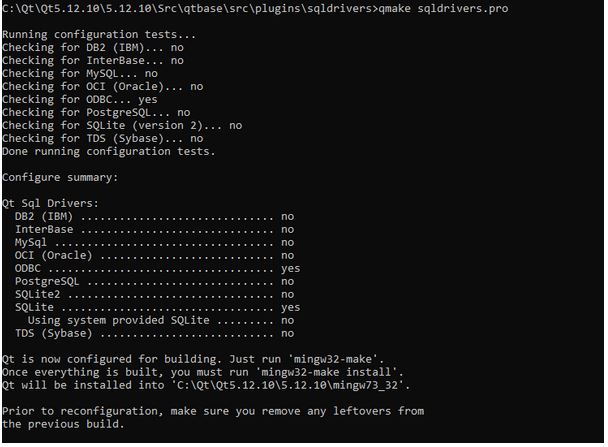 C:\Qt\Qt5.12.10\5.12.10\Src\qtbase\src\plugins\sqldrivers>qmake sqldrivers.pro
Running configuration tests...
Checking for DB2 (IBM)... no
Checking for InterBase... no
Checking for MySQL... no
Checking for OCI (Oracle)... no
Checking for ODBC... yes
Checking for PostgreSQL... no
Checking for SQLite (version 2)... no
Checking for TDS (Sybase)... no
Done running configuration tests.
Configure summary:
Qt Sql Drivers:
DB2 (IBM) .............................. no
InterBase .............................. no
MySql .................................. no
OCI (Oracle) ........................... no
ODBC ................................... yes
PostgreSQL ............................. no
SQLite2 ................................ no
SQLite ................................. yes
Using system provided SQLite ......... no
TDS (Sybase) ........................... no
Qt is now configured for building. Just run 'mingw32-make'.
Once everything is built, you must run 'mingw32-make install'.
Qt will be installed into 'C:\Qt\Qt5.12.10\5.12.10\mingw73_32'.
Prior to reconfiguration, make sure you remove any leftovers from
the previous build.